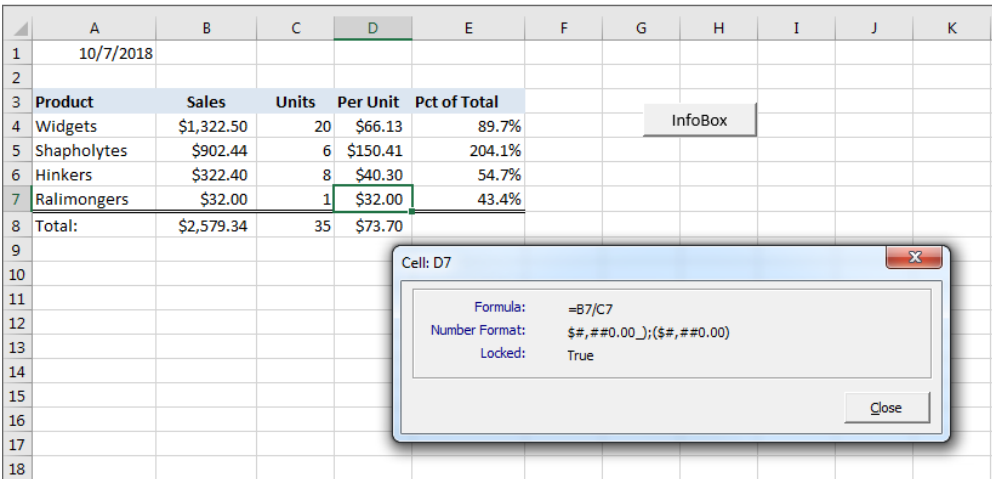 A B C D E F G H I J K
1 10/7/2018
2
3 Product Sales Units Per Unit Pct of Total
4 Widgets $1,322.50 20 $66.13 89.7% InfoBox
5 Shapholytes $902.44 6 $150.41 204.1%
6 Hinkers $322.40 8 $40.30 54.7%
7 Ralimongers $32.00 1 $32.00 43.4%
8 Total: $2,579.34 35 $73.70
9
10
11
12
13
14
15
16
17
18
Cell: D7
Formula: =B7/C7
Number Format: $#,##0.00_);($#,##0.00)
Locked: True
Close